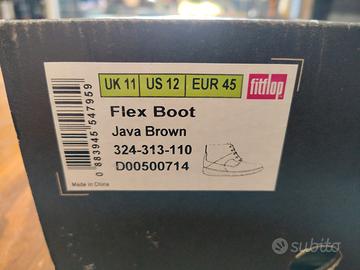 UK 11 US 12 EUR 45
fitflop
Flex Boot
Java Brown
324-313-110
D00500714
0 883945 547959
Made in China
subito